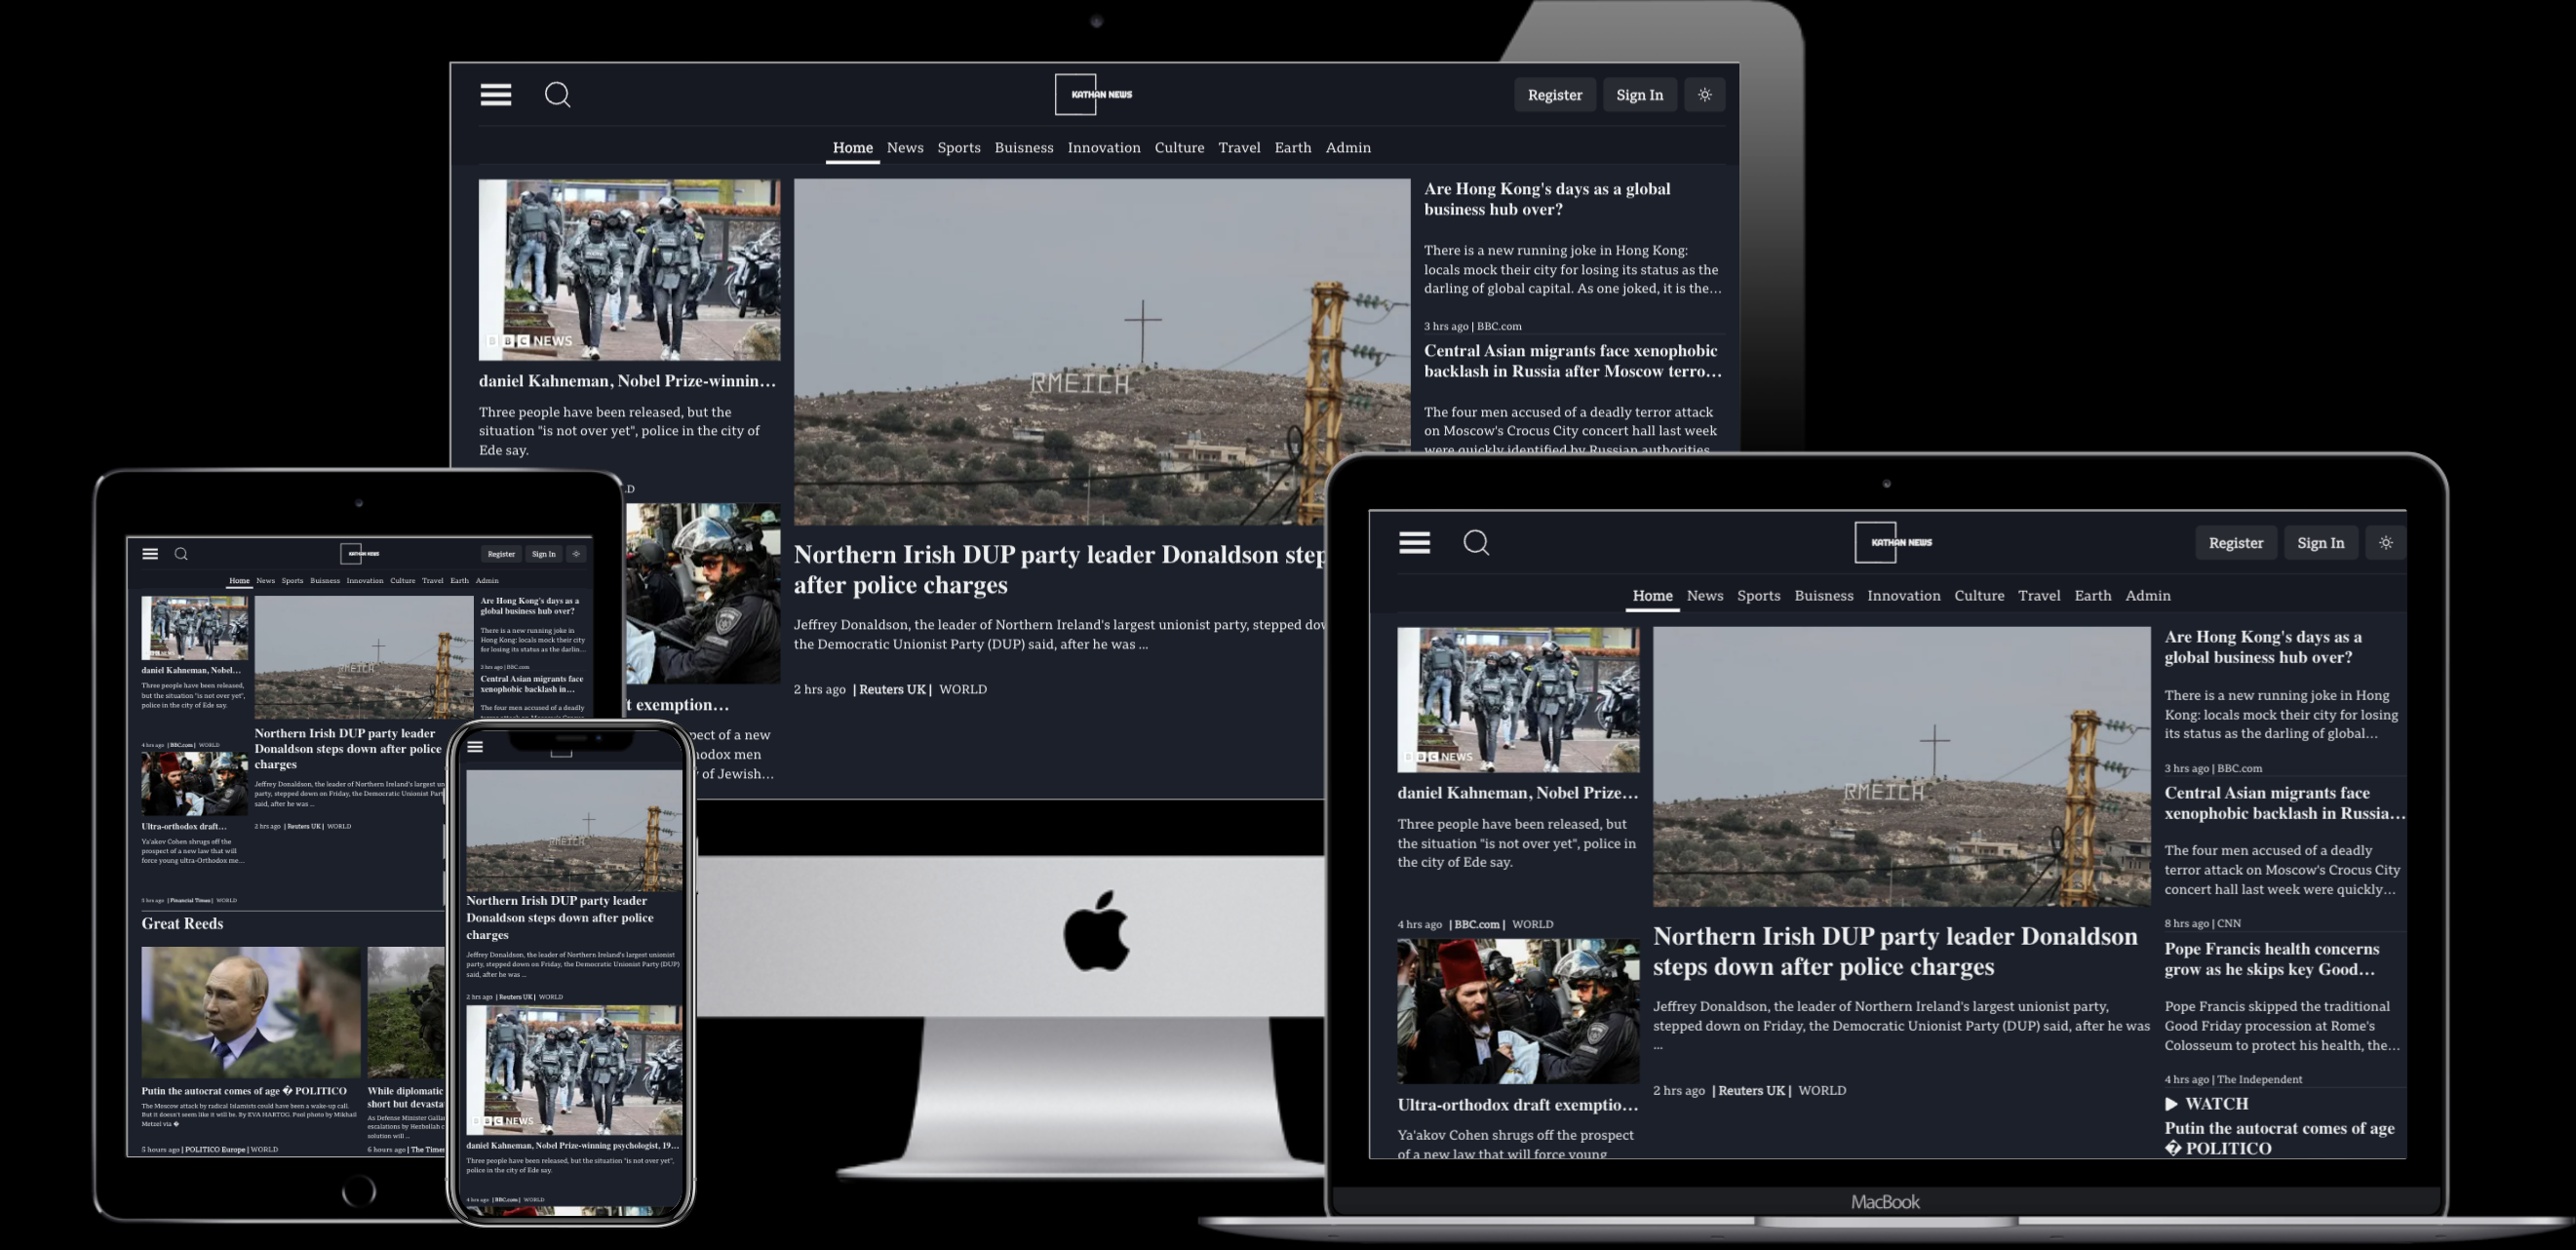 KATHAN NEWS
Register
Sign In
Home News Sports Buisness Innovation Culture Travel Earth Admin
BBC NEWS
daniel Kahneman, Nobel Prize-winnin…
Three people have been released, but the
situation "is not over yet", police in the city of
Ede say.
.D
t exemption…
pect of a new
nodox men
y of Jewish…
RMEICH
Northern Irish DUP party leader Donaldson step
after police charges
Jeffrey Donaldson, the leader of Northern Ireland's largest unionist party, stepped dow
the Democratic Unionist Party (DUP) said, after he was ...
2 hrs ago | Reuters UK | WORLD
Are Hong Kong's days as a global
business hub over?
There is a new running joke in Hong Kong:
locals mock their city for losing its status as the
darling of global capital. As one joked, it is the…
3 hrs ago | BBC.com
Central Asian migrants face xenophobic
backlash in Russia after Moscow terro…
The four men accused of a deadly terror attack
on Moscow's Crocus City concert hall last week
were quickly identified by Russian authorities
KATHAN NEWS
Register
Sign In
Home News Sports Buisness Innovation Culture Travel Earth Admin
NEWS
daniel Kahneman, Nobel…
Three people have been released,
but the situation "is not over yet",
police in the city of Ede say.
4 hrs ago | BBC.com | WORLD
Ultra-orthodox draft…
Ya'akov Cohen shrugs off the
prospect of a new law that will
force young ultra-Orthodox me…
5 hrs ago | Financial Times | WORLD
RMEICH
Northern Irish DUP party leader
Donaldson steps down after police
charges
Jeffrey Donaldson, the leader of Northern Ireland's largest un
party, stepped down on Friday, the Democratic Unionist Part
said, after he was ...
2 hrs ago | Reuters UK | WORLD
Are Hong Kong's days as a
global business hub over?
There is a new running joke in
Hong Kong: locals mock their city
for losing its status as the darlin…
3 hrs ago | BBC.com
Central Asian migrants face
xenophobic backlash in…
The four men accused of a deadly
Great Reeds
Putin the autocrat comes of age � POLITICO
The Moscow attack by radical Islamists could have been a wake-up call.
But it doesn't seem like it will be. By EVA HARTOG. Pool photo by Mikhail
Metzel via �
5 hours ago | POLITICO Europe | WORLD
While diplomatic
short but devasta
As Defense Minister Galla
escalations by Hezbollah c
solution will ...
6 hours ago | The Times
RMEICH
Northern Irish DUP party leader
Donaldson steps down after police
charges
Jeffrey Donaldson, the leader of Northern Ireland's largest unionist
party, stepped down on Friday, the Democratic Unionist Party (DUP)
said, after he was ...
2 hrs ago | Reuters UK | WORLD
BBC NEWS
daniel Kahneman, Nobel Prize-winning psychologist, 19…
Three people have been released, but the situation "is not over yet",
police in the city of Ede say.
4 hrs ago | BBC.com | WORLD
KATHAN NEWS
Register
Sign In
Home News Sports Buisness Innovation Culture Travel Earth Admin
BBC NEWS
daniel Kahneman, Nobel Prize…
Three people have been released, but
the situation "is not over yet", police in
the city of Ede say.
4 hrs ago | BBC.com | WORLD
Ultra-orthodox draft exemptio…
Ya'akov Cohen shrugs off the prospect
of a new law that will force young
RMEICH
Northern Irish DUP party leader Donaldson
steps down after police charges
Jeffrey Donaldson, the leader of Northern Ireland's largest unionist party,
stepped down on Friday, the Democratic Unionist Party (DUP) said, after he was
...
2 hrs ago | Reuters UK | WORLD
Are Hong Kong's days as a
global business hub over?
There is a new running joke in Hong
Kong: locals mock their city for losing
its status as the darling of global…
3 hrs ago | BBC.com
Central Asian migrants face
xenophobic backlash in Russia…
The four men accused of a deadly
terror attack on Moscow's Crocus City
concert hall last week were quickly…
8 hrs ago | CNN
Pope Francis health concerns
grow as he skips key Good…
Pope Francis skipped the traditional
Good Friday procession at Rome's
Colosseum to protect his health, the…
4 hrs ago | The Independent
WATCH
Putin the autocrat comes of age
� POLITICO
MacBook